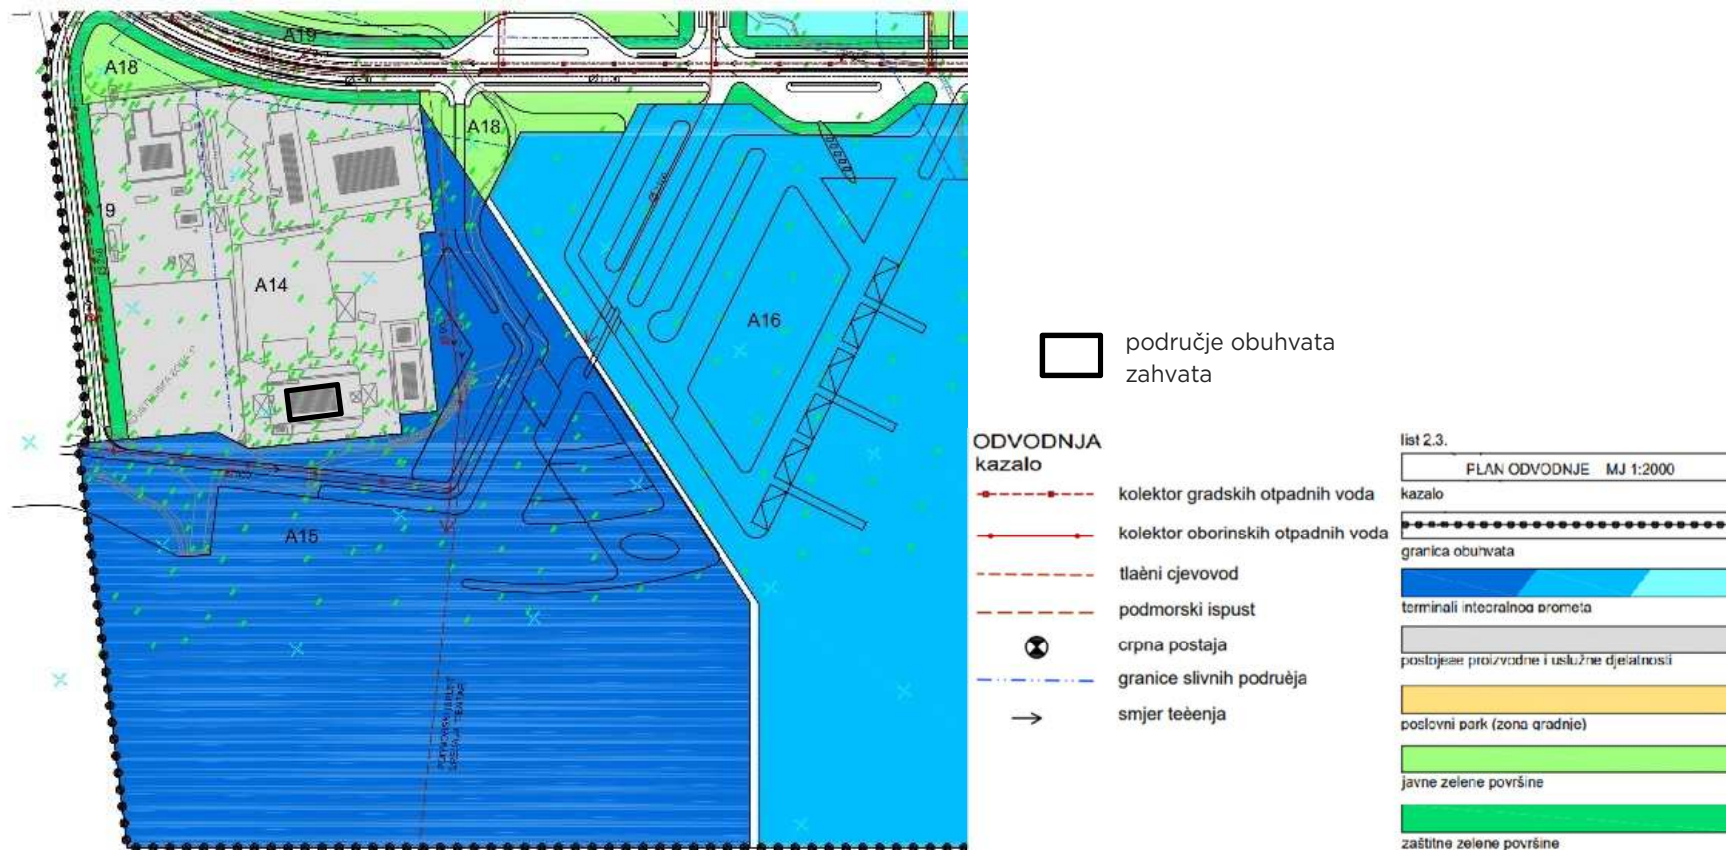 A19
A18
A18
A14
A16
A15
područje obuhvata
zahvata
ODVODNJA
kazalo
kolektor gradskih otpadnih voda
kolektor oborinskih otpadnih voda
tlaèni cjevovod
podmorski ispust
crpna postaja
granice slivnih podruèja
smjer teèenja
list 2.3.
PLAN ODVODNJE MJ 1:2000
kazalo
granica obuhvata
terminali integralnog prometa
postojeæe proizvodne i uslužne djelatnosti
poslovni park (zona gradnje)
javne zelene površine
zaštitne zelene površine